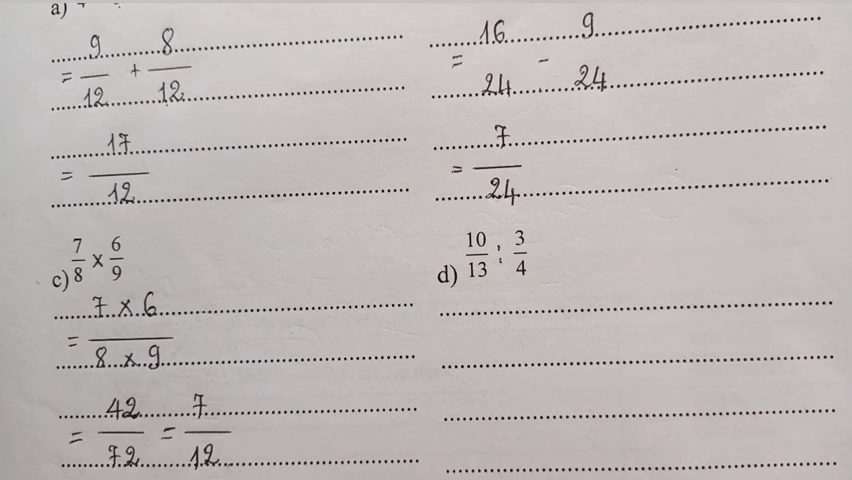 a)
= 9/12 + 8/12
= 17/12
= 16/24 - 9/24
= 7/24
c) 7/8 × 6/9
= 7 × 6 / 8 × 9
= 42/72 = 7/12
d) 10/13 : 3/4